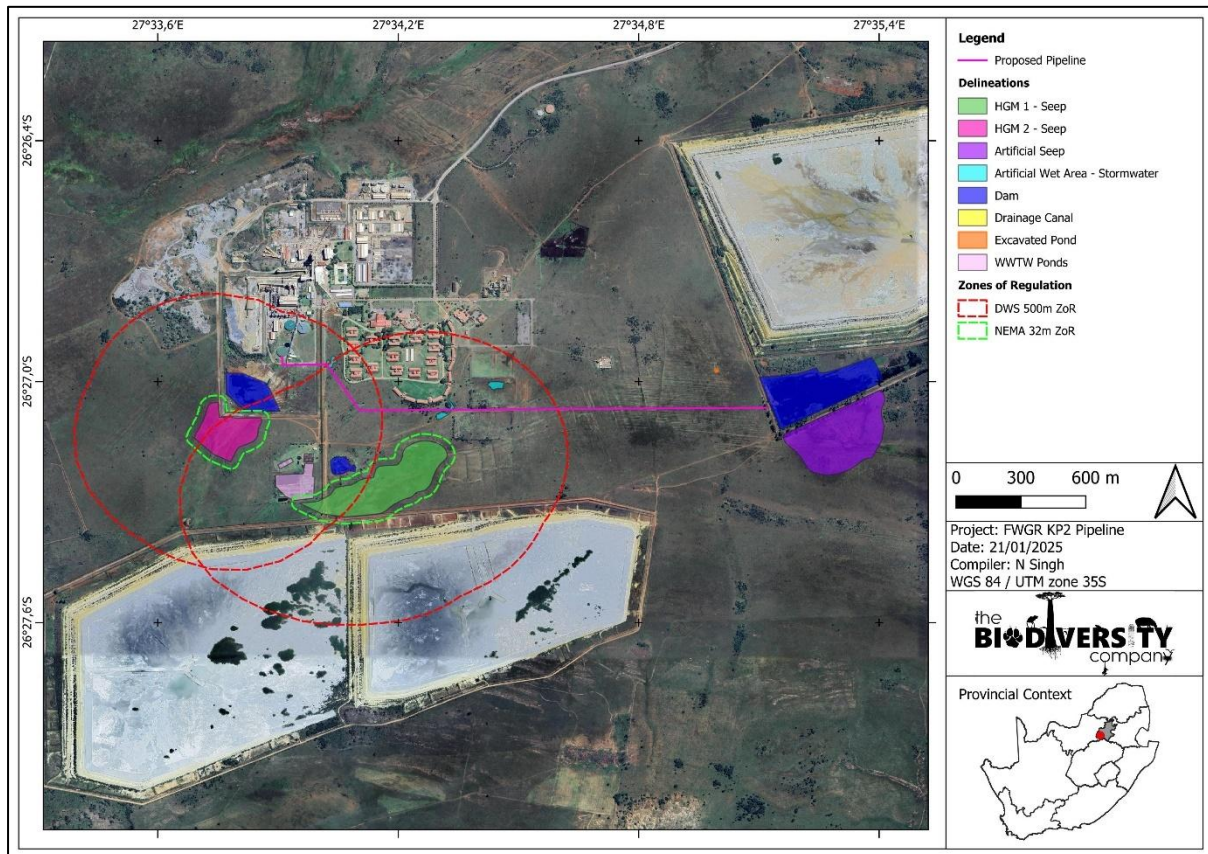 27°33,6'E
27°34,2'E
27°34,8'E
27°35,4'E
26°26,4'S
27°27,0'S
26°27,6'S
Legend
Proposed Pipeline
Delineations
HGM 1 - Seep
HGM 2 - Seep
Artificial Seep
Artificial Wet Area - Stormwater
Dam
Drainage Canal
Excavated Pond
WWTW Ponds
Zones of Regulation
DWS 500m ZoR
NEMA 32m ZoR
0 300 600 m
Project: FWGR KP2 Pipeline
Date: 21/01/2025
Compiler: N Singh
WGS 84 / UTM zone 35S
the
BIODIVERSITY
company
Provincial Context